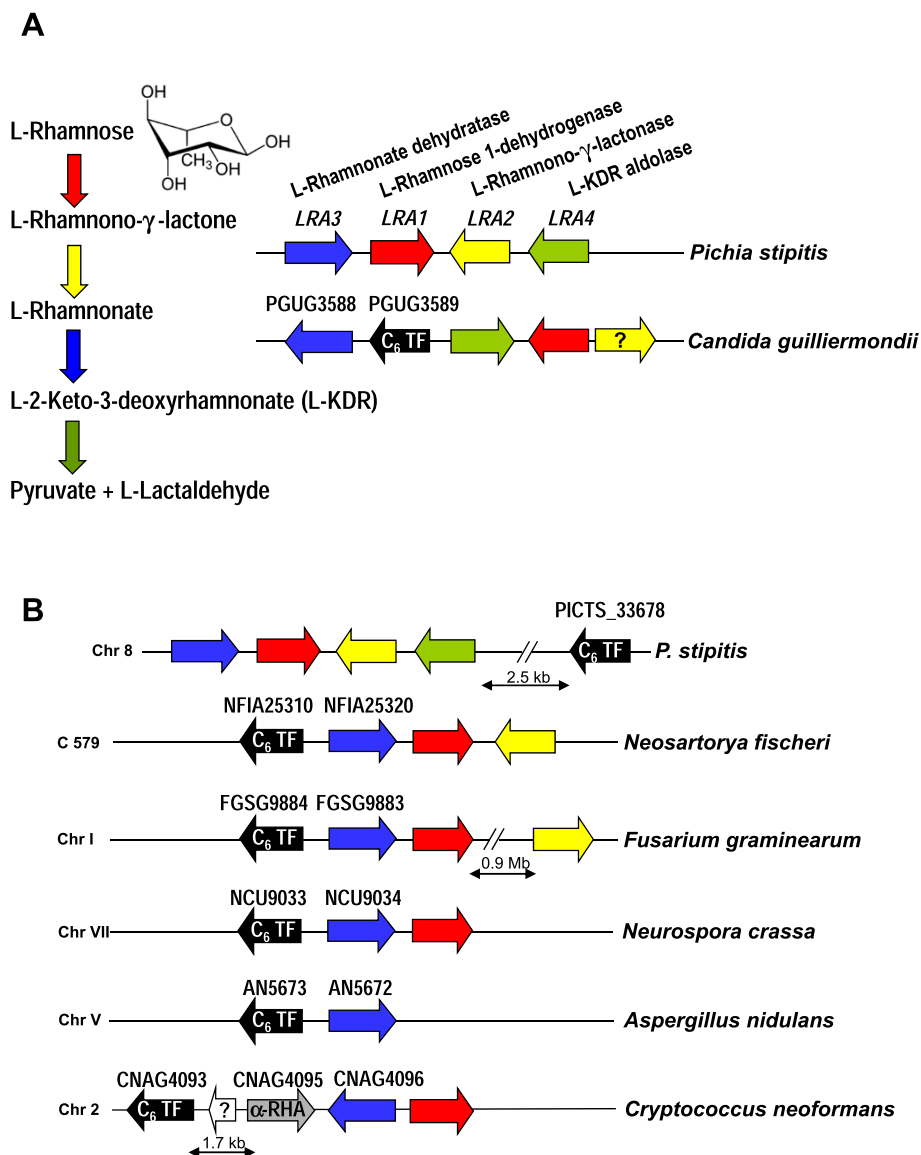 A
OH
O
OH
CH₃
OH
OH
L-Rhamnose
L-Rhamnono-γ-lactone
L-Rhamnonate
L-2-Keto-3-deoxyrhamnonate (L-KDR)
Pyruvate + L-Lactaldehyde
L-Rhamnonate dehydratase
L-Rhamnose 1-dehydrogenase
L-Rhamnono-γ-lactonase
L-KDR aldolase
LRA3 LRA1 LRA2 LRA4
Pichia stipitis
PGUG3588 PGUG3589
C₆ TF ? Candida guilliermondii
B
PICTS_33678
Chr 8 C₆ TF P. stipitis
2.5 kb
NFIA25310 NFIA25320
C 579 C₆ TF Neosartorya fischeri
FGSG9884 FGSG9883
Chr I C₆ TF Fusarium graminearum
0.9 Mb
NCU9033 NCU9034
Chr VII C₆ TF Neurospora crassa
AN5673 AN5672
Chr V C₆ TF Aspergillus nidulans
CNAG4093 CNAG4095 CNAG4096
Chr 2 C₆ TF ? α-RHA Cryptococcus neoformans
1.7 kb